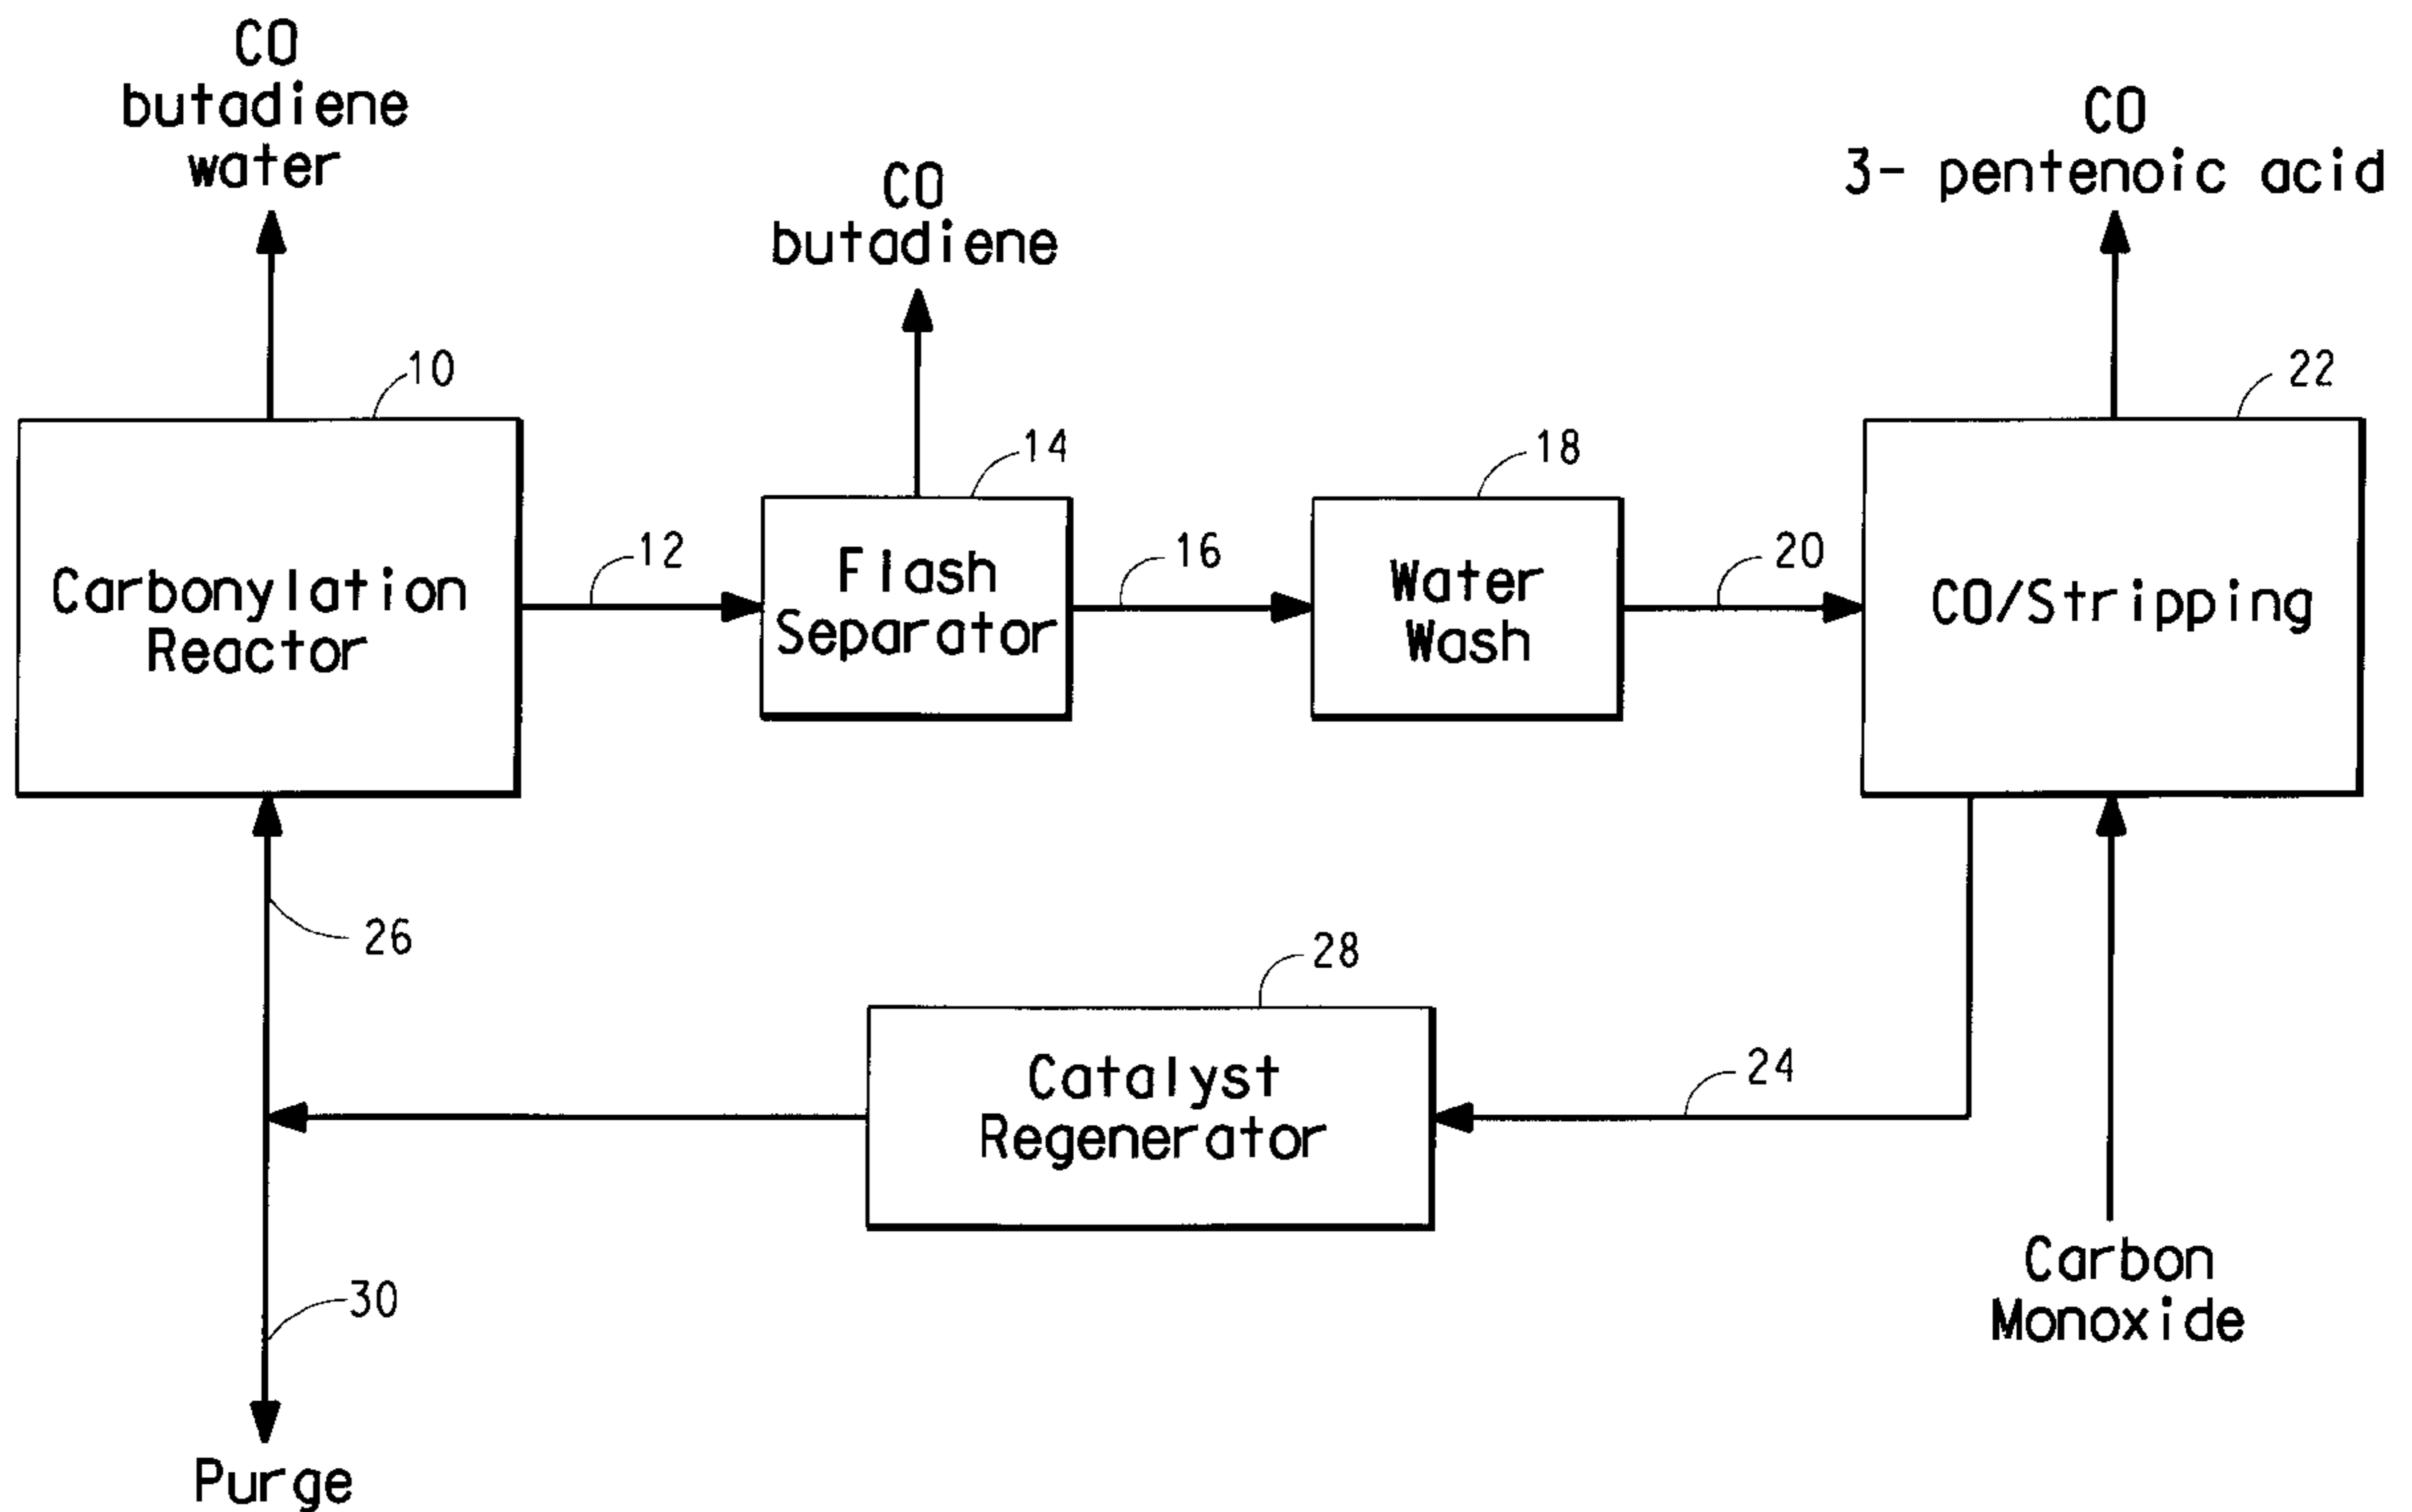 CO
butadiene
water
CO
butadiene
CO
3- pentenoic acid
10
14
18
22
12
16
20
Carbonylation
Reactor
Flash
Separator
Water
Wash
CO/Stripping
26
28
24
Catalyst
Regenerator
30
Carbon
Monoxide
Purge